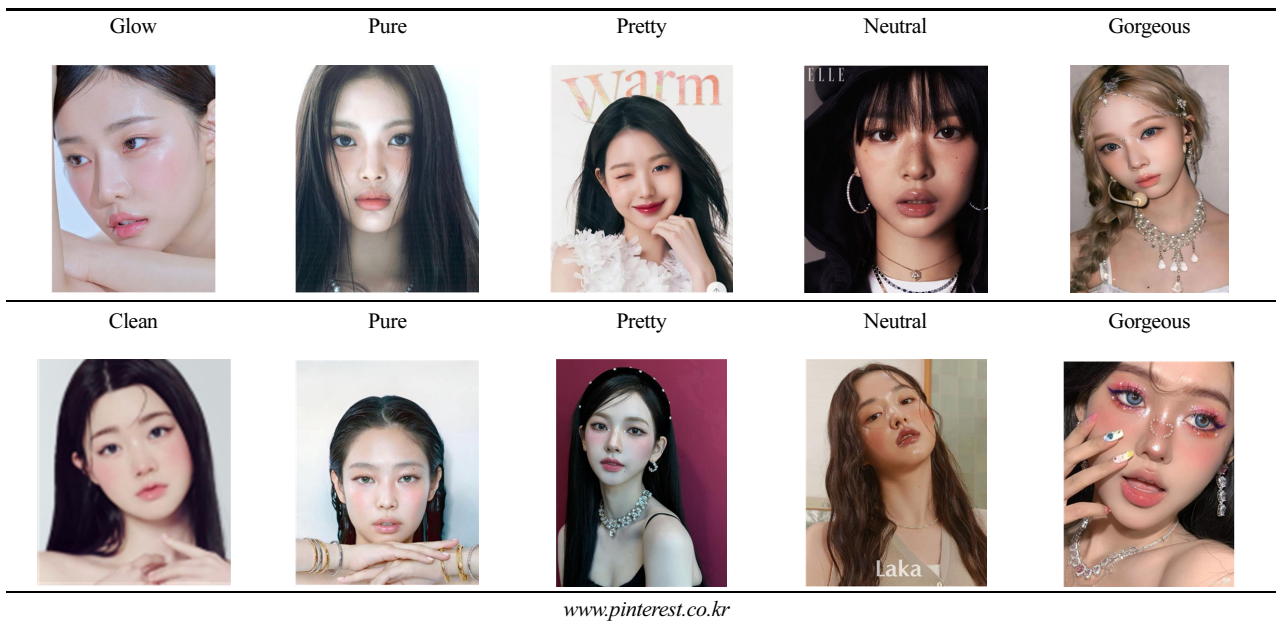 Glow Pure Pretty Neutral Gorgeous
Warm
ELLE
Clean Pure Pretty Neutral Gorgeous
Laka
www.pinterest.co.kr